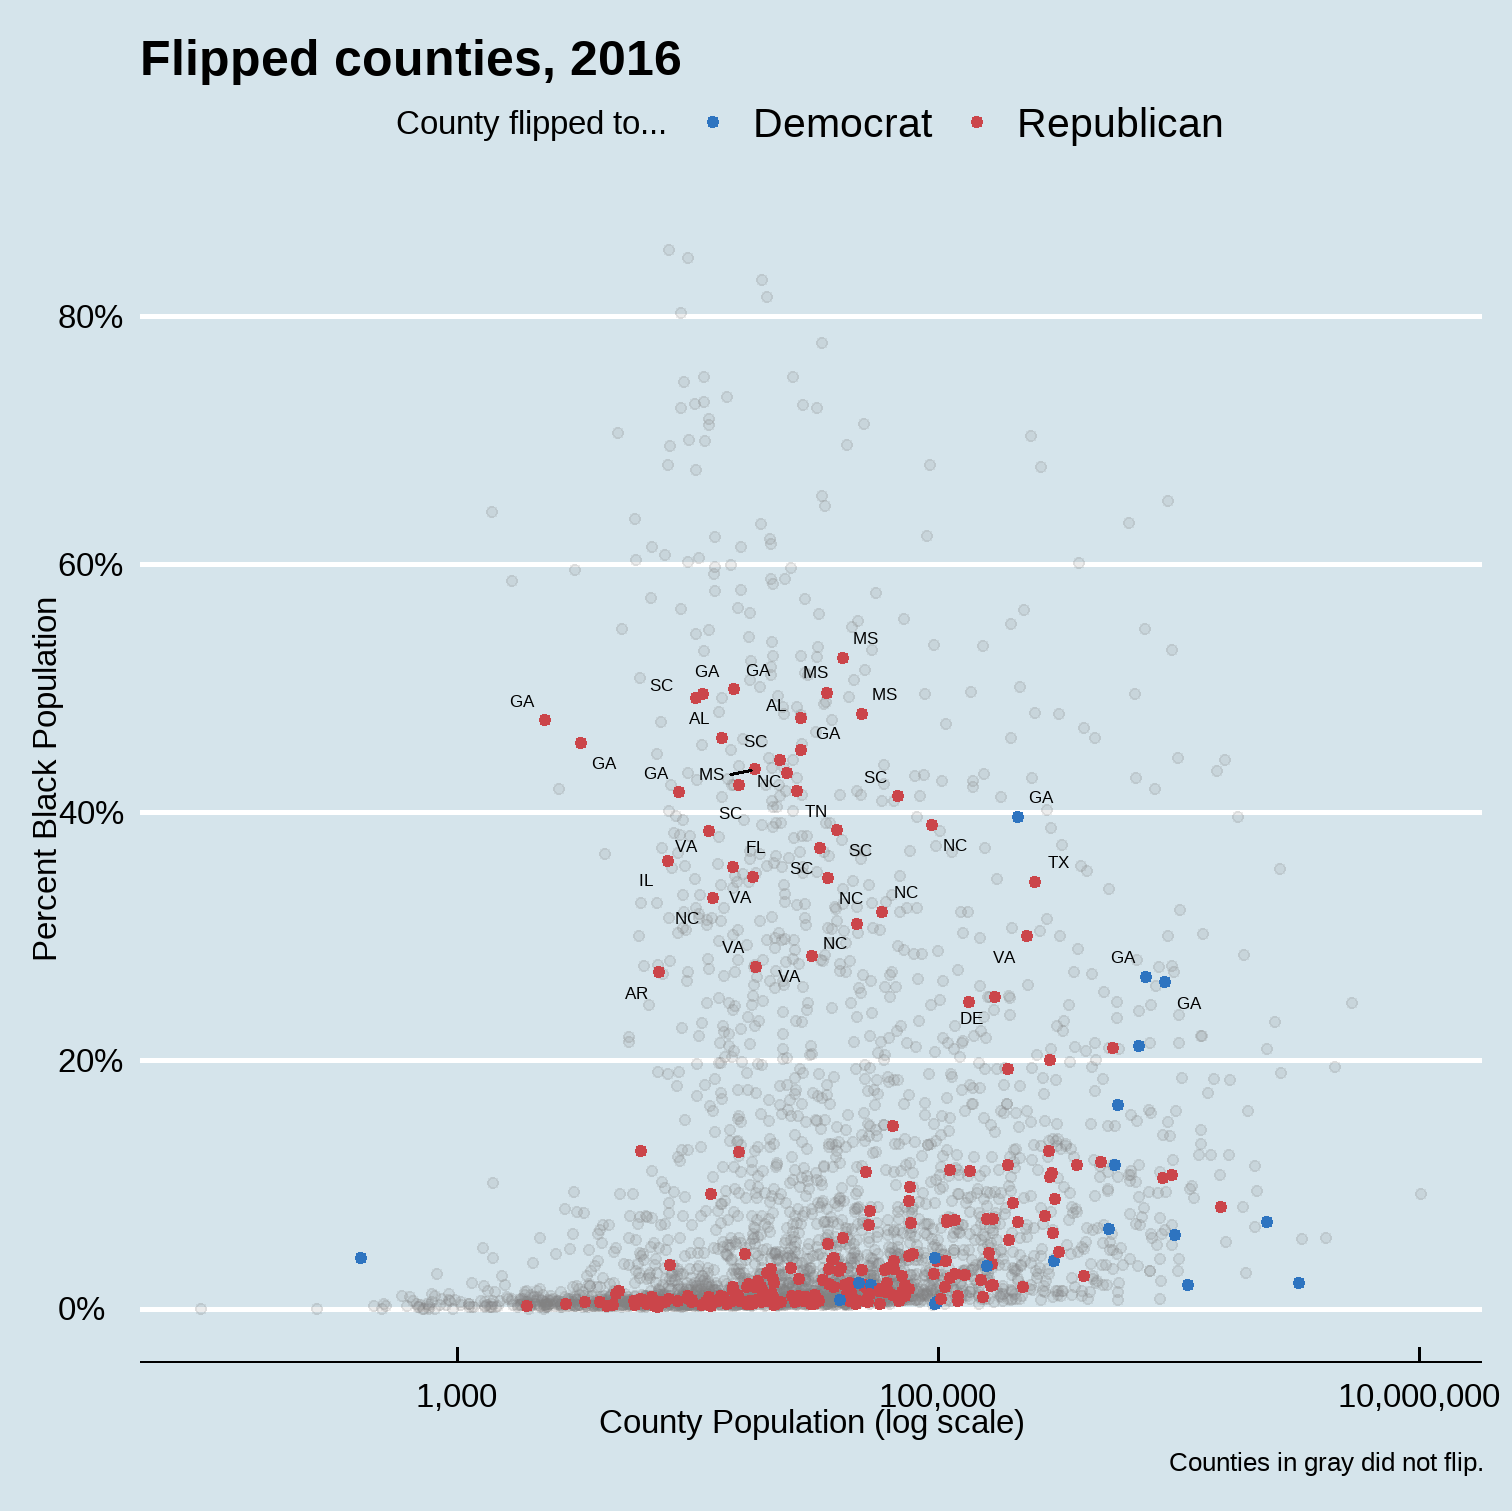 Flipped counties, 2016
County flipped to... Democrat Republican
80%
60%
40%
20%
0%
Percent Black Population
MS
GA GA MS
SC
MS
GA AL AL
GA
SC
GA GA MS NC SC
GA
SC TN
VA FL SC NC
TX
IL SC
VA NC NC
NC
VA NC
VA GA
VA
AR GA
DE
1,000 100,000 10,000,000
County Population (log scale)
Counties in gray did not flip.